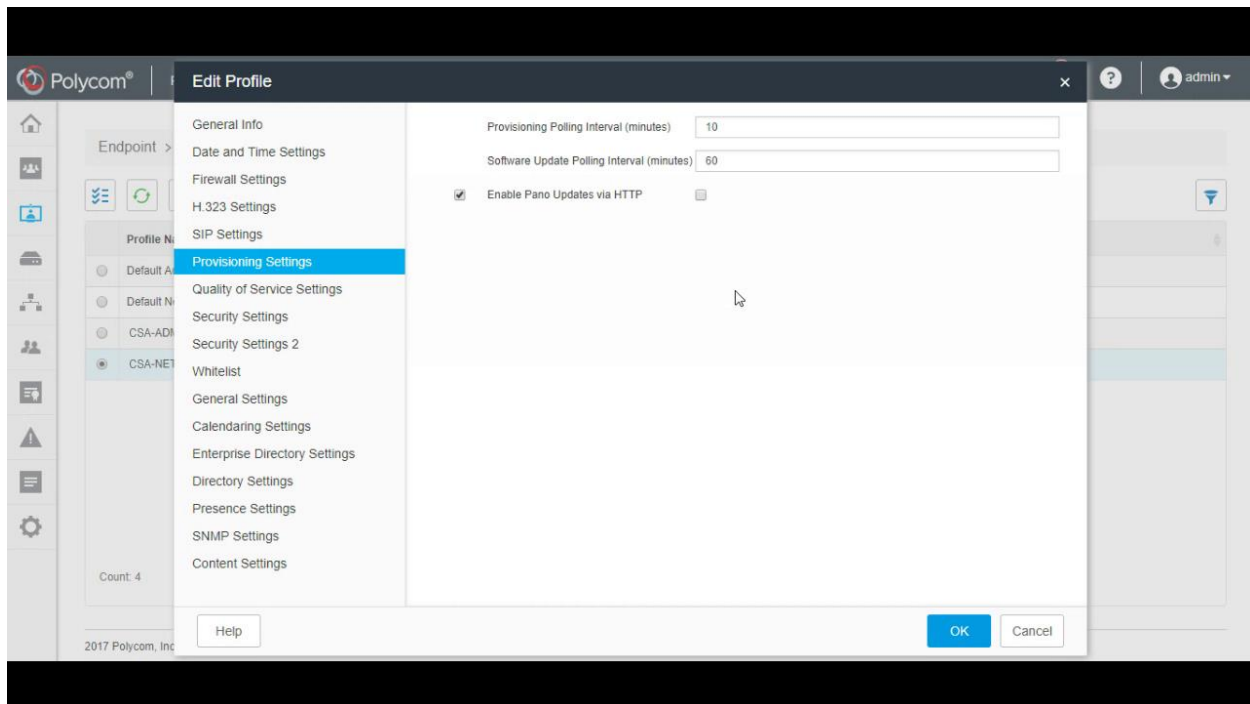 Polycom®
Edit Profile
admin
General Info
Date and Time Settings
Firewall Settings
H.323 Settings
SIP Settings
Provisioning Settings
Quality of Service Settings
Security Settings
Security Settings 2
Whitelist
General Settings
Calendaring Settings
Enterprise Directory Settings
Directory Settings
Presence Settings
SNMP Settings
Content Settings
Provisioning Polling Interval (minutes) 10
Software Update Polling Interval (minutes) 60
Enable Pano Updates via HTTP
Endpoint >
Profile
Default
Default
CSA-NET
Count: 4
Help
OK
Cancel
2017 Polycom, Inc